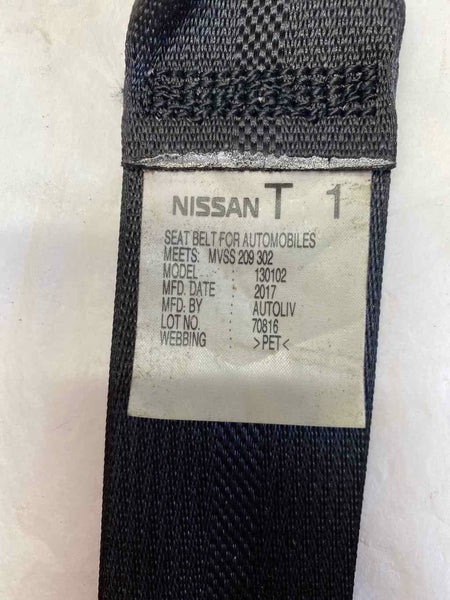 NISSAN T 1
SEAT BELT FOR AUTOMOBILES
MEETS: MVSS 209 302
MODEL : 130102
MFD. DATE : 2017
MFD. BY : AUTOLIV
LOT NO. : 70816
WEBBING : >PET<